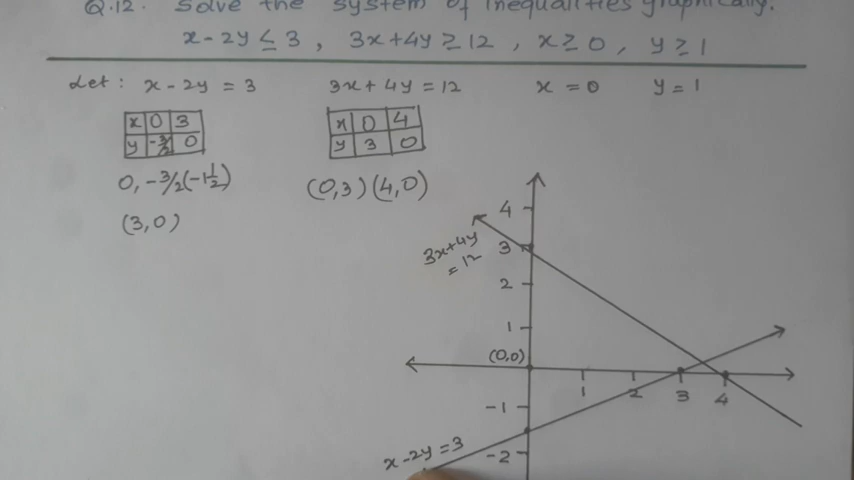 Q.12. Solve the system of inequalities graphically.
x - 2y ≤ 3 , 3x + 4y ≥ 12 , x ≥ 0 , y ≥ 1
Let : x - 2y = 3 3x + 4y = 12 x = 0 y = 1
x 0 3
y -3/2 0
x 0 4
y 3 0
0, -3/2 (-1 1/2)
(0,3) (4,0)
(3,0)
4
3x+4y
= 12
3
2
1
(0,0)
1 2 3 4
-1
x - 2y = 3
-2